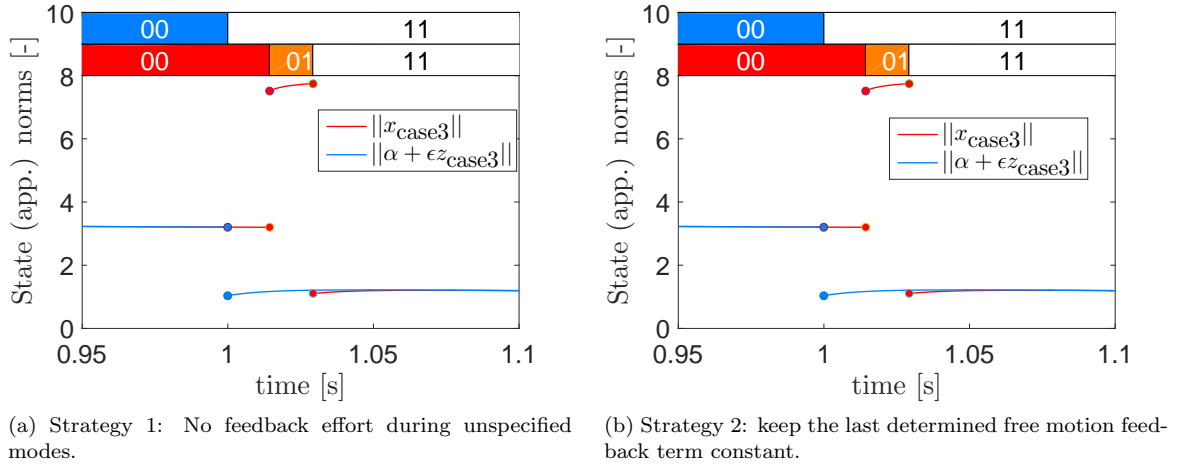 State (app.) norms [-]
10
8
6
4
2
0
00
11
00
01
11
||x_case3||
||α + ϵz_case3||
0.95
1
1.05
1.1
time [s]
(a) Strategy 1: No feedback effort during unspecified
modes.
State (app.) norms [-]
10
8
6
4
2
0
00
11
00
01
11
||x_case3||
||α + ϵz_case3||
0.95
1
1.05
1.1
time [s]
(b) Strategy 2: keep the last determined free motion feed-
back term constant.